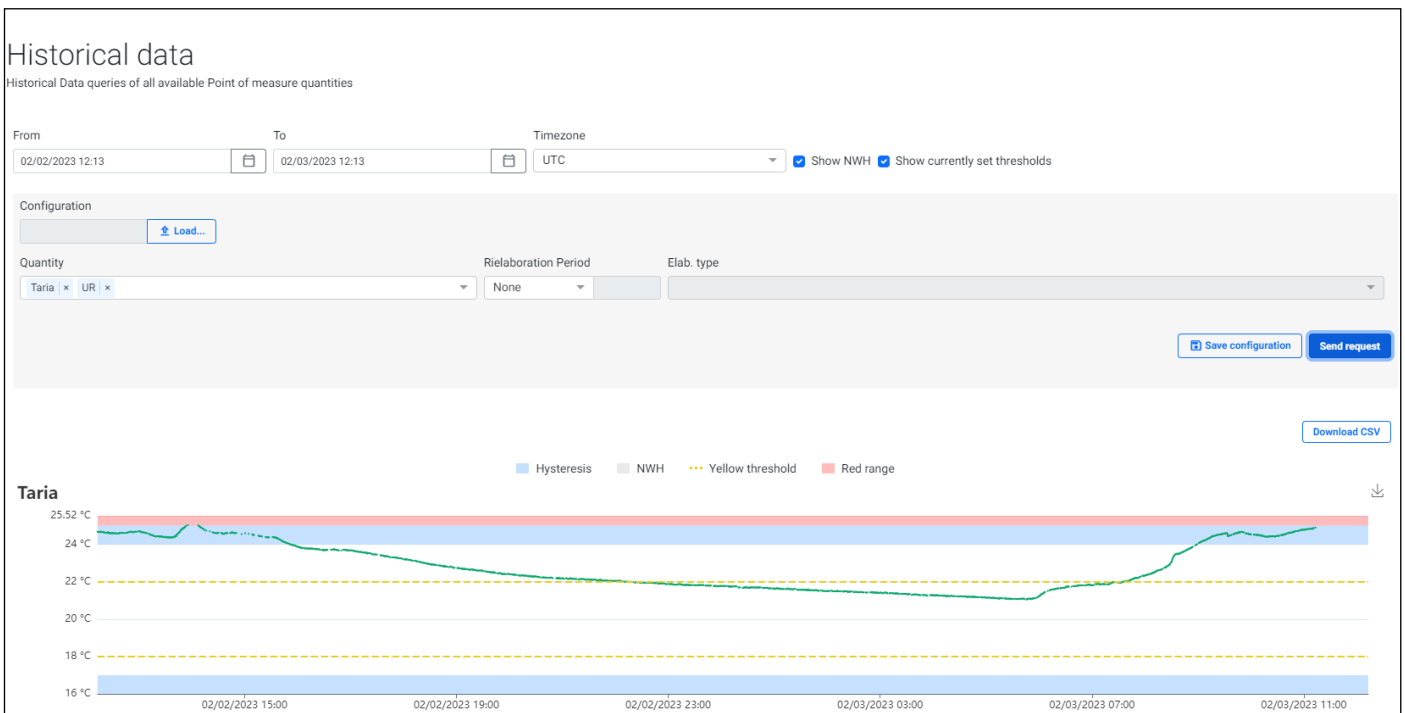 Historical data
Historical Data queries of all available Point of measure quantities
From To Timezone
02/02/2023 12:13 02/03/2023 12:13 UTC Show NWH Show currently set thresholds
Configuration
Load...
Quantity Rielaboration Period Elab. type
Taria × UR × None
Save configuration Send request
Download CSV
Hysteresis NWH Yellow threshold Red range
Taria
25.52 °C
24 °C
22 °C
20 °C
18 °C
16 °C
02/02/2023 15:00 02/02/2023 19:00 02/02/2023 23:00 02/03/2023 03:00 02/03/2023 07:00 02/03/2023 11:00